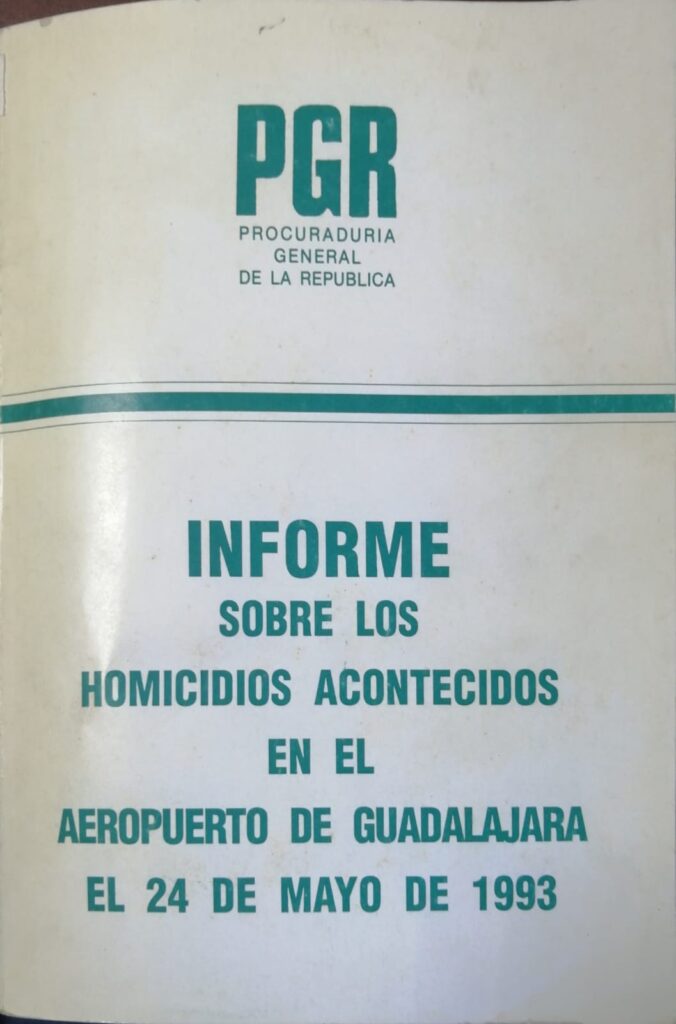 PGR
PROCURADURIA
GENERAL
DE LA REPUBLICA
INFORME
SOBRE LOS
HOMICIDIOS ACONTECIDOS
EN EL
AEROPUERTO DE GUADALAJARA
EL 24 DE MAYO DE 1993